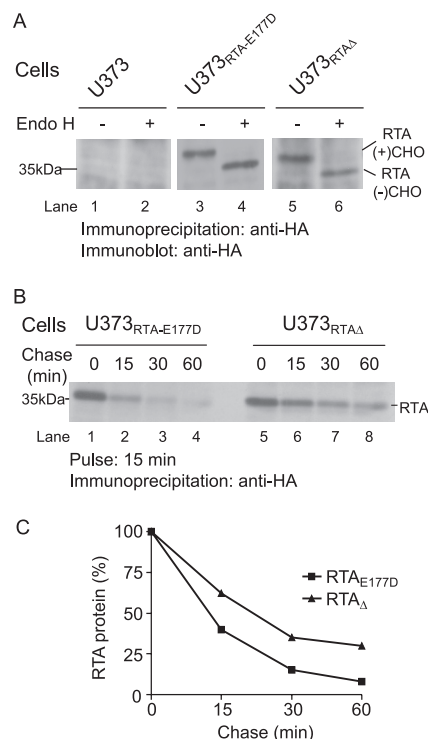 A
Cells
U373
U373RTA-E177D
U373RTAΔ
Endo H - + - + - +
RTA
(+)CHO
35kDa
RTA
(-)CHO
Lane 1 2 3 4 5 6
Immunoprecipitation: anti-HA
Immunoblot: anti-HA
B
Cells U373RTA-E177D U373RTAΔ
Chase
(min) 0 15 30 60 0 15 30 60
35kDa
RTA
Lane 1 2 3 4 5 6 7 8
Pulse: 15 min
Immunoprecipitation: anti-HA
C
RTA protein (%)
100
75
50
25
0
RTAE177D
RTAΔ
0 15 30 60
Chase (min)